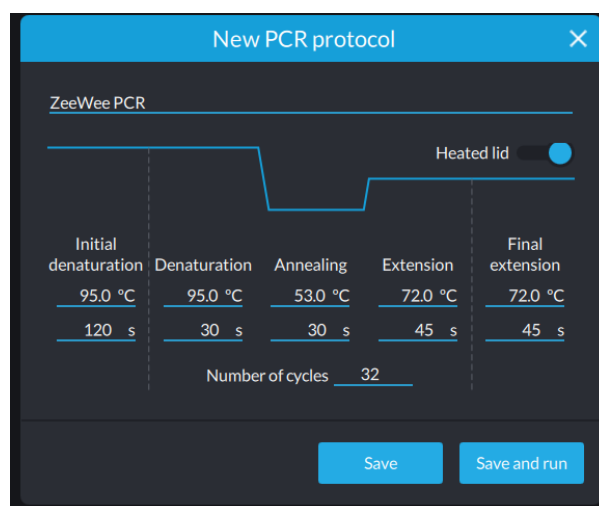 New PCR protocol
ZeeWee PCR
Heated lid
Initial denaturation Denaturation Annealing Extension Final extension
95.0 °C 95.0 °C 53.0 °C 72.0 °C 72.0 °C
120 s 30 s 30 s 45 s 45 s
Number of cycles 32
Save Save and run